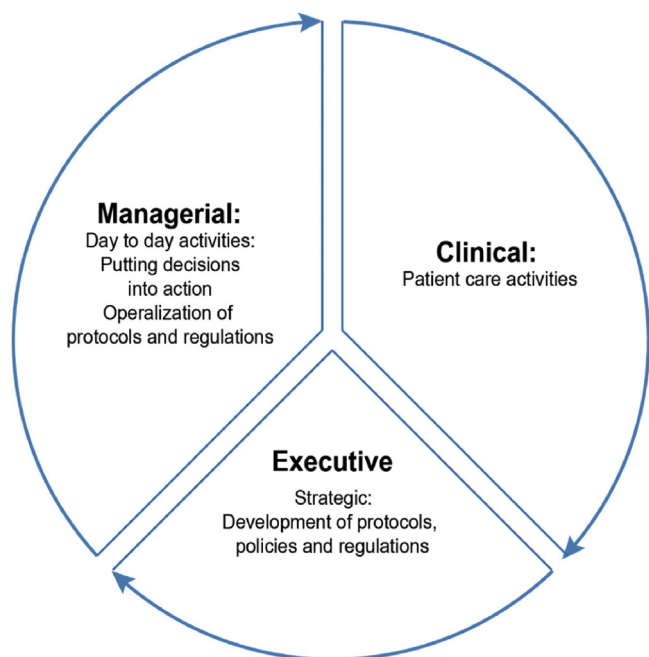 Managerial:
Day to day activities:
Putting decisions
into action
Operalization of
protocols and regulations
Clinical:
Patient care activities
Executive
Strategic:
Development of protocols,
policies and regulations